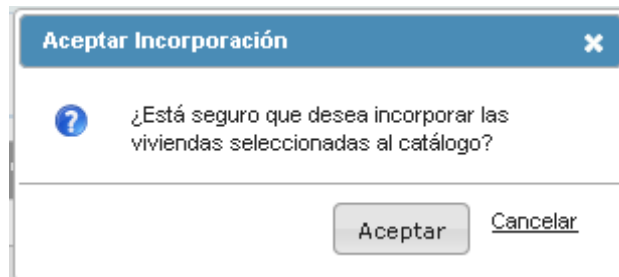 Aceptar Incorporación
¿Está seguro que desea incorporar las
viviendas seleccionadas al catálogo?
Aceptar Cancelar